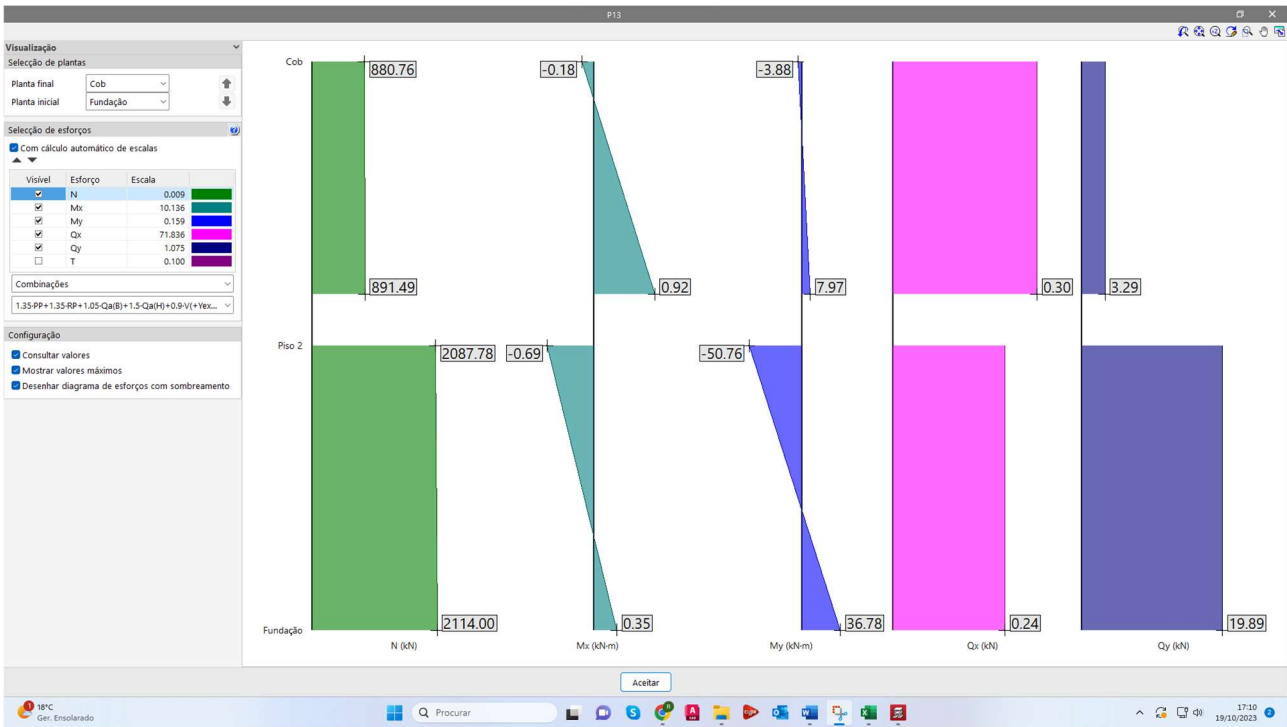 P13
Visualização
Selecção de plantas
Planta final Cob
Planta inicial Fundação
Selecção de esforços
Com cálculo automático de escalas
Visível Esforço Escala
N 0.009
Mx 10.136
My 0.159
Qx 71.836
Qy 1.075
T 0.100
Combinações
1.35·PP+1.35·RP+1.05·Qa(B)+1.5·Qa(H)+0.9·V(+Yex...
Configuração
Consultar valores
Mostrar valores máximos
Desenhar diagrama de esforços com sombreamento
Cob 880.76 -0.18 -3.88
891.49 0.92 7.97 0.30 3.29
Piso 2 2087.78 -0.69 -50.76
Fundação 2114.00 0.35 36.78 0.24 19.89
N (kN) Mx (kN·m) My (kN·m) Qx (kN) Qy (kN)
Aceitar
1 18°C
Ger. Ensolarado
Procurar
17:10
19/10/2023
2